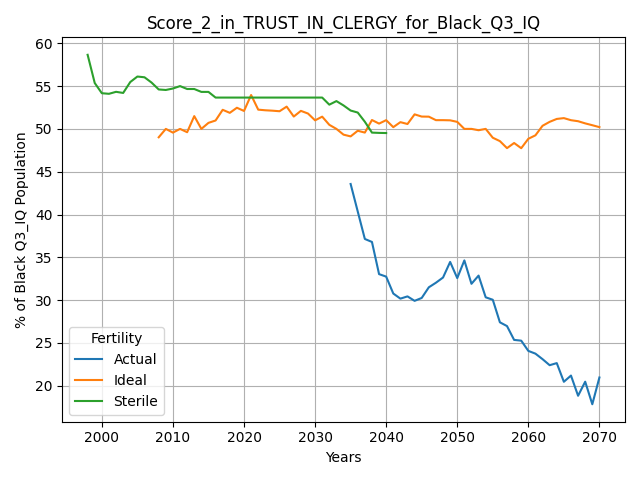 Score_2_in_TRUST_IN_CLERGY_for_Black_Q3_IQ
% of Black Q3_IQ Population
60
55
50
45
40
35
30
25
20
Fertility
Actual
Ideal
Sterile
2000 2010 2020 2030 2040 2050 2060 2070
Years